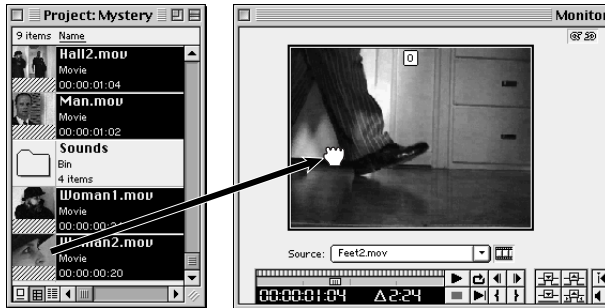 Project: Mystery
9 items Name
Hall2.mov
Movie
00:00:01:04
Man.mov
Movie
00:00:01:02
Sounds
Bin
4 items
Woman1.mov
Movie
Woman2.mov
Movie
00:00:00:20
Monitor
0
Source: Feet2.mov
00:00:01:04 Δ2:24